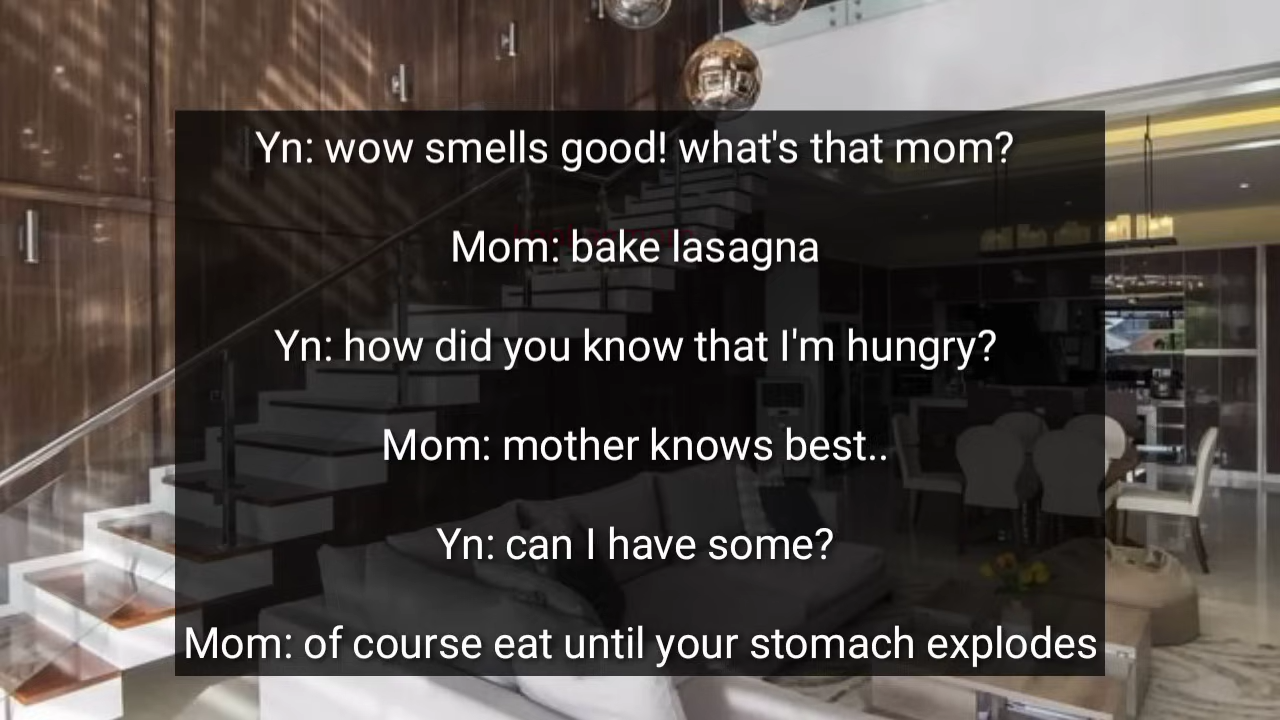 Yn: wow smells good! what's that mom?
Mom: bake lasagna
Yn: how did you know that I'm hungry?
Mom: mother knows best..
Yn: can I have some?
Mom: of course eat until your stomach explodes